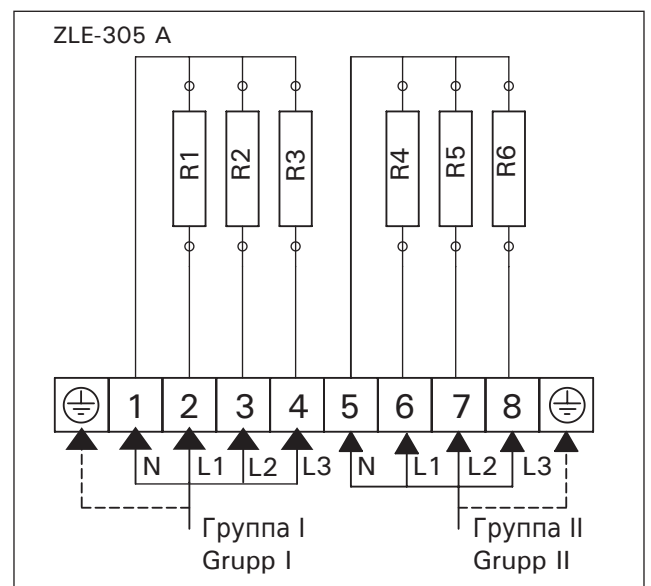 ZLE-305 A
R1 R2 R3 R4 R5 R6
1 2 3 4 5 6 7 8
N L1 L2 L3 N L1 L2 L3
Группа I
Grupp I
Группа II
Grupp II